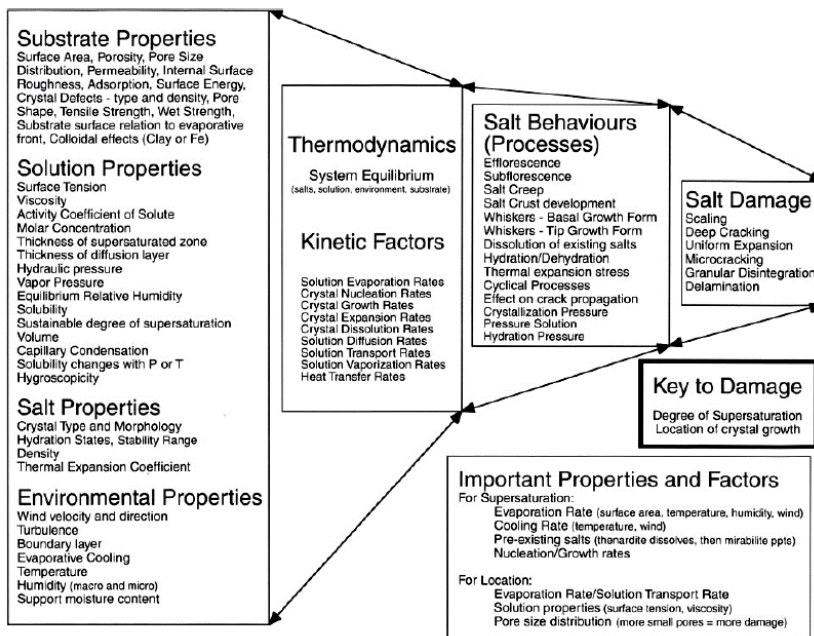 Substrate Properties
Surface Area, Porosity, Pore Size
Distribution, Permeability, Internal Surface
Roughness, Adsorption, Surface Energy,
Crystal Defects - type and density, Pore
Shape, Tensile Strength, Wet Strength,
Substrate surface relation to evaporative
front, Colloidal effects (Clay or Fe)
Solution Properties
Surface Tension
Viscosity
Activity Coefficient of Solute
Molar Concentration
Thickness of supersaturated zone
Thickness of diffusion layer
Hydraulic pressure
Vapor Pressure
Equilibrium Relative Humidity
Solubility
Sustainable degree of supersaturation
Volume
Capillary Condensation
Solubility changes with P or T
Hygroscopicity
Salt Properties
Crystal Type and Morphology
Hydration States, Stability Range
Density
Thermal Expansion Coefficient
Environmental Properties
Wind velocity and direction
Turbulence
Boundary layer
Evaporative Cooling
Temperature
Humidity (macro and micro)
Support moisture content
Thermodynamics
System Equilibrium
(salts, solution, environment, substrate)
Kinetic Factors
Solution Evaporation Rates
Crystal Nucleation Rates
Crystal Growth Rates
Crystal Expansion Rates
Crystal Dissolution Rates
Solution Diffusion Rates
Solution Transport Rates
Solution Vaporization Rates
Heat Transfer Rates
Salt Behaviours
(Processes)
Efflorescence
Subflorescence
Salt Creep
Salt Crust development
Whiskers - Basal Growth Form
Whiskers - Tip Growth Form
Dissolution of existing salts
Hydration/Dehydration
Thermal expansion stress
Cyclical Processes
Effect on crack propagation
Crystallization Pressure
Pressure Solution
Hydration Pressure
Salt Damage
Scaling
Deep Cracking
Uniform Expansion
Microcracking
Granular Disintegration
Delamination
Key to Damage
Degree of Supersaturation
Location of crystal growth
Important Properties and Factors
For Supersaturation:
Evaporation Rate (surface area, temperature, humidity, wind)
Cooling Rate (temperature, wind)
Pre-existing salts (thenardite dissolves, then mirabilite ppts)
Nucleation/Growth rates
For Location:
Evaporation Rate/Solution Transport Rate
Solution properties (surface tension, viscosity)
Pore size distribution (more small pores = more damage)